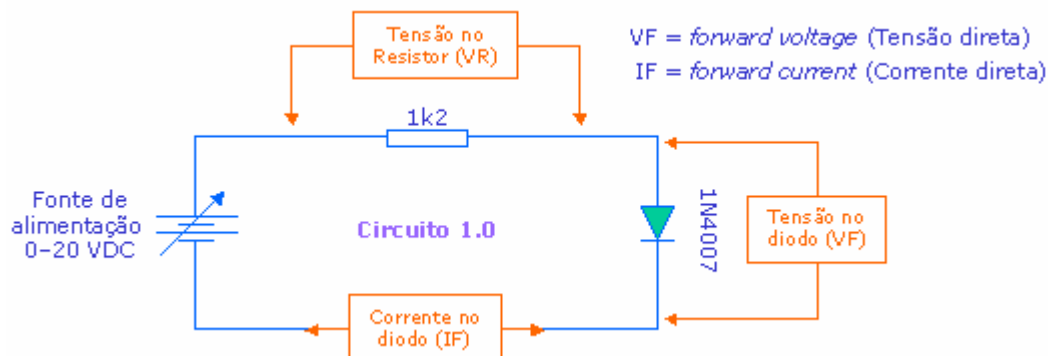 Tensão no
Resistor (VR)
VF = forward voltage (Tensão direta)
IF = forward current (Corrente direta)
1k2
Fonte de
alimentação
0-20 VDC
Circuito 1.0
1N4007
Tensão no
diodo (VF)
Corrente no
diodo (IF)